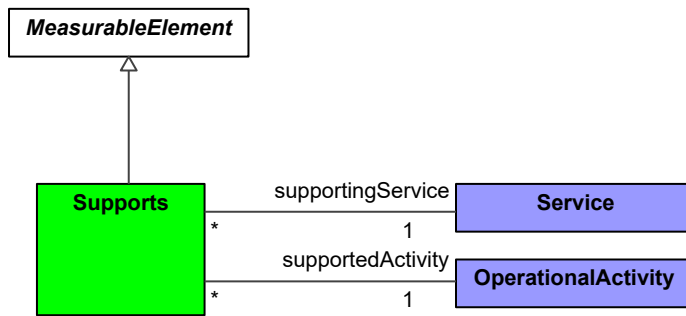 MeasurableElement
Supports
supportingService
Service
*
1
supportedActivity
OperationalActivity
*
1